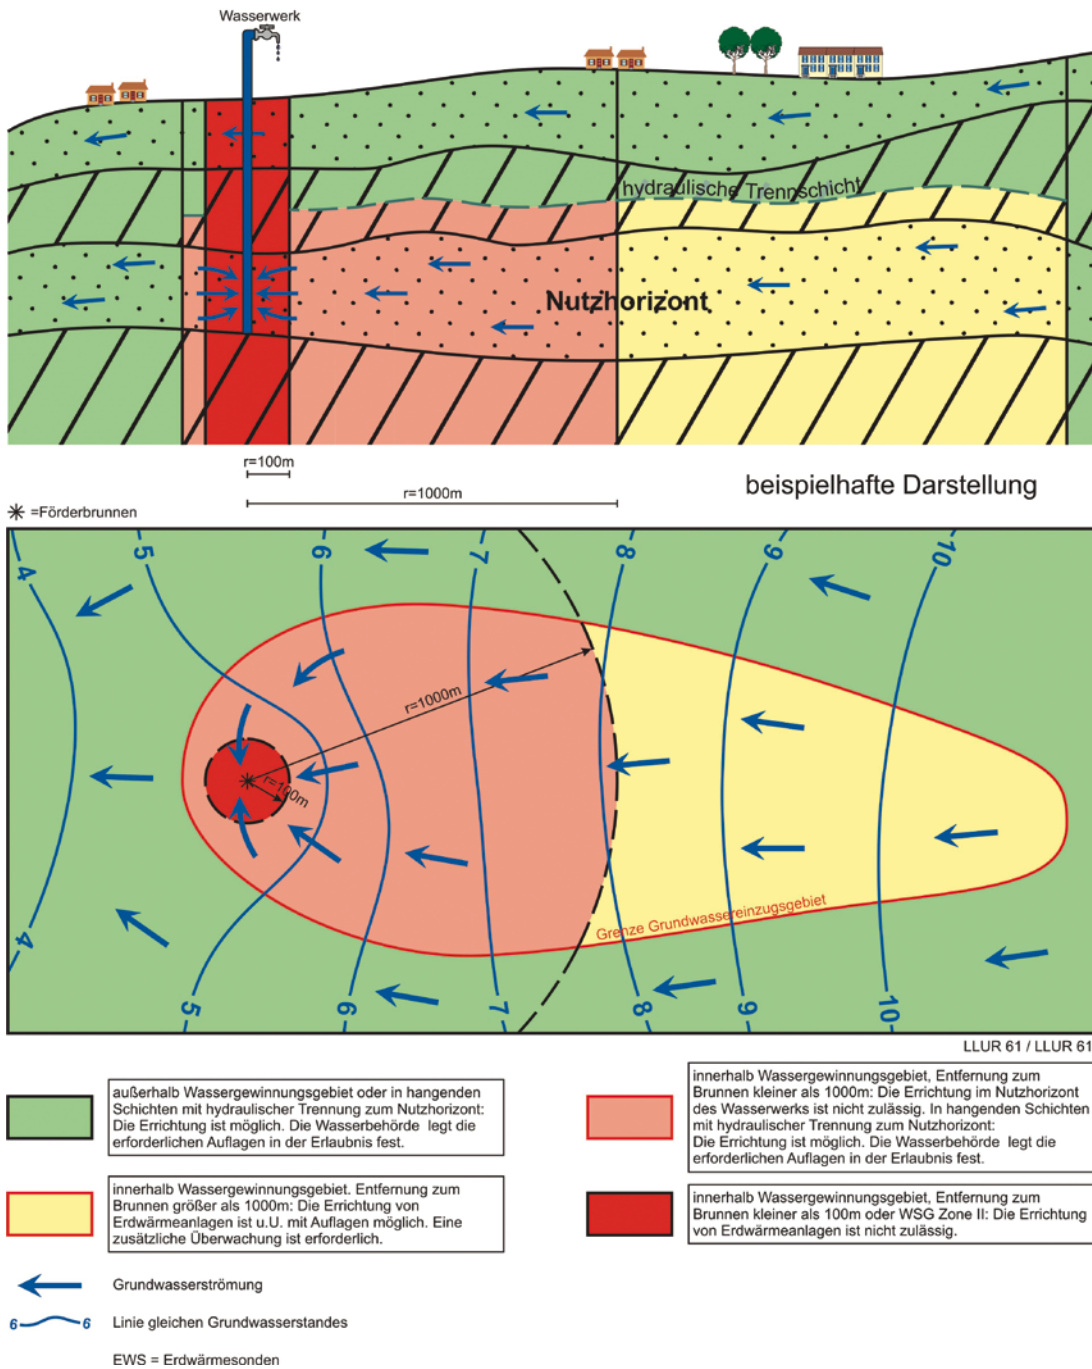 Wasserwerk
hydraulische Trennschicht
Nutzhorizont
r=100m
r=1000m
beispielhafte Darstellung
=Förderbrunnen
4
5
6
7
8
9
10
r=1000m
r=100m
Grenze Grundwassereinzugsgebiet
4
5
6
7
8
9
10
LLUR 61 / LLUR 61
außerhalb Wassergewinnungsgebiet oder in hangenden
Schichten mit hydraulischer Trennung zum Nutzhorizont:
Die Errichtung ist möglich. Die Wasserbehörde legt die
erforderlichen Auflagen in der Erlaubnis fest.
innerhalb Wassergewinnungsgebiet. Entfernung zum
Brunnen größer als 1000m: Die Errichtung von
Erdwärmeanlagen ist u.U. mit Auflagen möglich. Eine
zusätzliche Überwachung ist erforderlich.
innerhalb Wassergewinnungsgebiet, Entfernung zum
Brunnen kleiner als 1000m: Die Errichtung im Nutzhorizont
des Wasserwerks ist nicht zulässig. In hangenden Schichten
mit hydraulischer Trennung zum Nutzhorizont:
Die Errichtung ist möglich. Die Wasserbehörde legt die
erforderlichen Auflagen in der Erlaubnis fest.
innerhalb Wassergewinnungsgebiet, Entfernung zum
Brunnen kleiner als 100m oder WSG Zone II: Die Errichtung
von Erdwärmeanlagen ist nicht zulässig.
Grundwasserströmung
6 6 Linie gleichen Grundwasserstandes
EWS = Erdwärmesonden